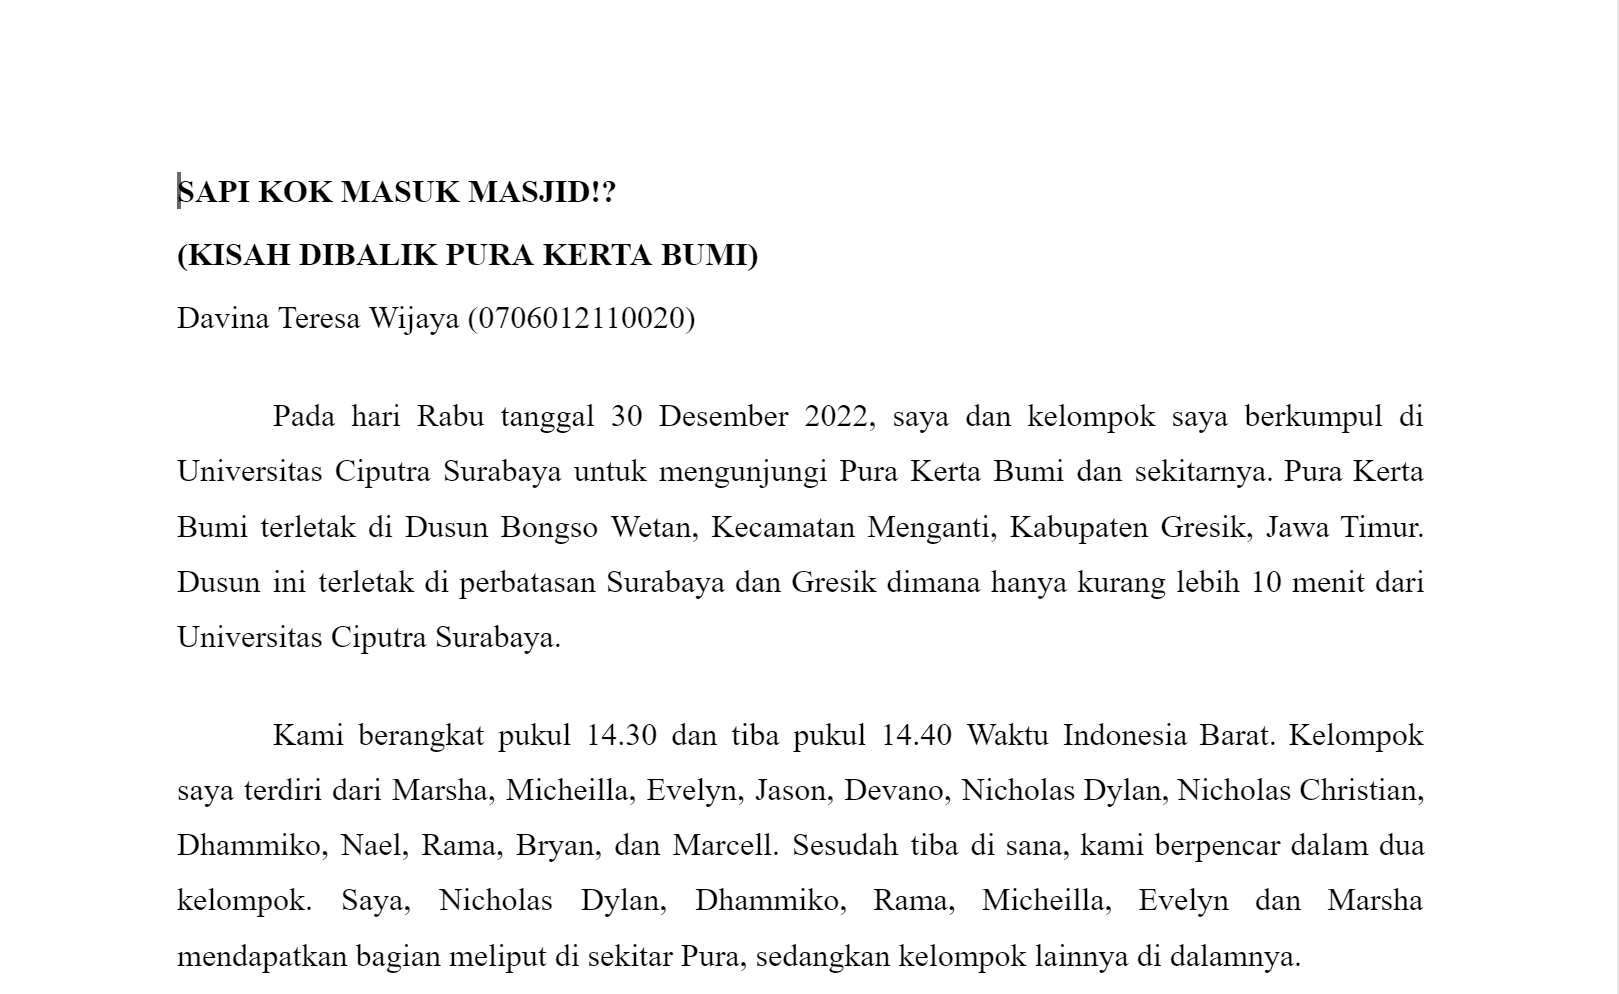 SAPI KOK MASUK MASJID!?
(KISAH DIBALIK PURA KERTA BUMI)
Davina Teresa Wijaya (0706012110020)
Pada hari Rabu tanggal 30 Desember 2022, saya dan kelompok saya berkumpul di
Universitas Ciputra Surabaya untuk mengunjungi Pura Kerta Bumi dan sekitarnya. Pura Kerta
Bumi terletak di Dusun Bongso Wetan, Kecamatan Menganti, Kabupaten Gresik, Jawa Timur.
Dusun ini terletak di perbatasan Surabaya dan Gresik dimana hanya kurang lebih 10 menit dari
Universitas Ciputra Surabaya.
Kami berangkat pukul 14.30 dan tiba pukul 14.40 Waktu Indonesia Barat. Kelompok
saya terdiri dari Marsha, Micheilla, Evelyn, Jason, Devano, Nicholas Dylan, Nicholas Christian,
Dhammiko, Nael, Rama, Bryan, dan Marcell. Sesudah tiba di sana, kami berpencar dalam dua
kelompok. Saya, Nicholas Dylan, Dhammiko, Rama, Micheilla, Evelyn dan Marsha
mendapatkan bagian meliput di sekitar Pura, sedangkan kelompok lainnya di dalamnya.